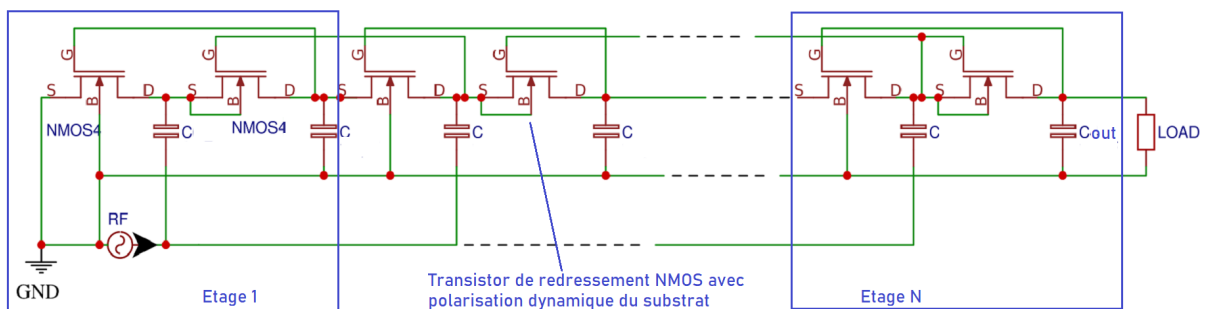 G
G
G
G
G
G
S
D
S
D
S
D
S
D
S
D
S
D
B
B
B
B
B
B
NMOS4
C
NMOS4
C
C
C
C
Cout
LOAD
RF
GND
Etage 1
Transistor de redressement NMOS avec
polarisation dynamique du substrat
Etage N